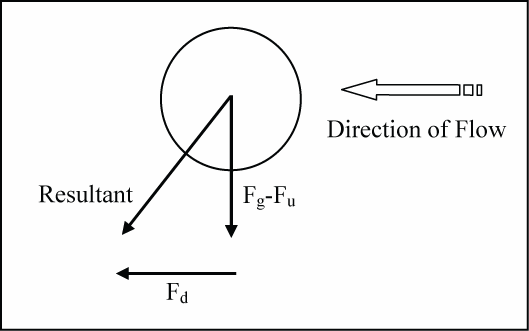 Direction of Flow
Resultant
Fg-Fu
Fd